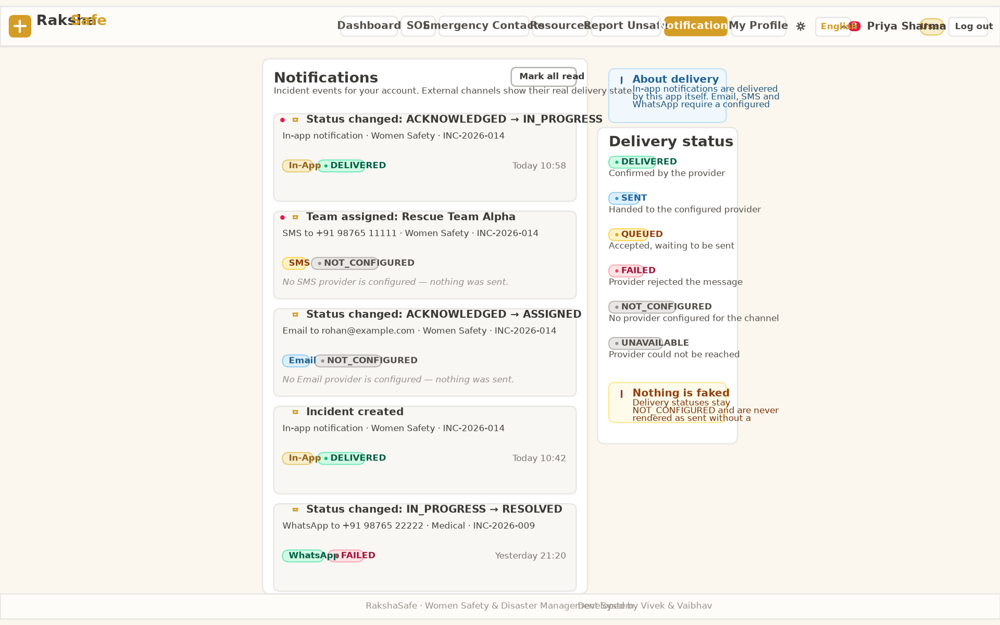 RakshaSafe
Dashboard
SOS
Emergency Contacts
Resources
Report Unsafe
Notifications
My Profile
English
3
Priya Sharma
User
Log out
Notifications
Mark all read
Incident events for your account. External channels show their real delivery state.
Status changed: ACKNOWLEDGED → IN_PROGRESS
In-app notification · Women Safety · INC-2026-014
In-App • DELIVERED Today 10:58
Team assigned: Rescue Team Alpha
SMS to +91 98765 11111 · Women Safety · INC-2026-014
SMS • NOT_CONFIGURED
No SMS provider is configured — nothing was sent.
Status changed: ACKNOWLEDGED → ASSIGNED
Email to rohan@example.com · Women Safety · INC-2026-014
Email • NOT_CONFIGURED
No Email provider is configured — nothing was sent.
Incident created
In-app notification · Women Safety · INC-2026-014
In-App • DELIVERED Today 10:42
Status changed: IN_PROGRESS → RESOLVED
WhatsApp to +91 98765 22222 · Medical · INC-2026-009
WhatsApp • FAILED Yesterday 21:20
About delivery
In-app notifications are delivered
by this app itself. Email, SMS and
WhatsApp require a configured
Delivery status
• DELIVERED
Confirmed by the provider
• SENT
Handed to the configured provider
• QUEUED
Accepted, waiting to be sent
• FAILED
Provider rejected the message
• NOT_CONFIGURED
No provider configured for the channel
• UNAVAILABLE
Provider could not be reached
Nothing is faked
Delivery statuses stay
NOT_CONFIGURED and are never
rendered as sent without a
RakshaSafe · Women Safety & Disaster Management System
Developed by Vivek & Vaibhav